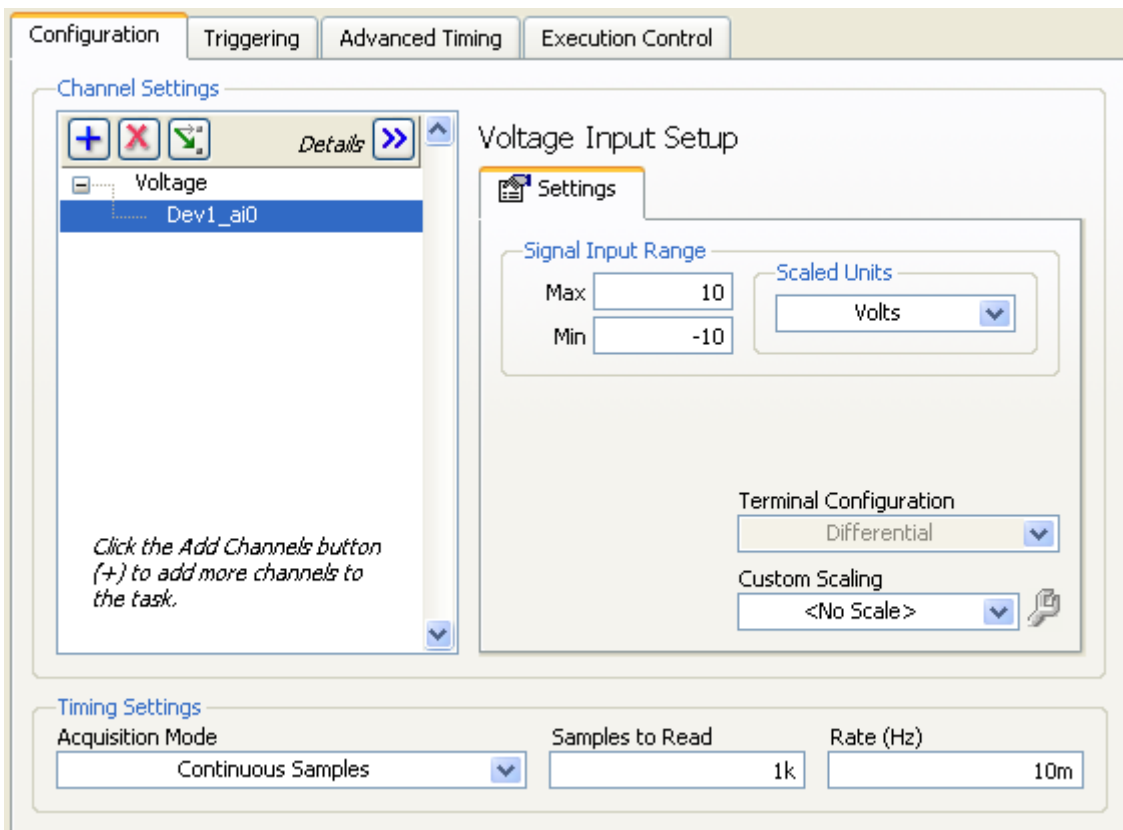 Configuration Triggering Advanced Timing Execution Control
Channel Settings
Details
Voltage
Dev1_ai0
Click the Add Channels button
(+) to add more channels to
the task.
Voltage Input Setup
Settings
Signal Input Range
Max 10
Min -10
Scaled Units
Volts
Terminal Configuration
Differential
Custom Scaling
<No Scale>
Timing Settings
Acquisition Mode Samples to Read Rate (Hz)
Continuous Samples 1k 10m